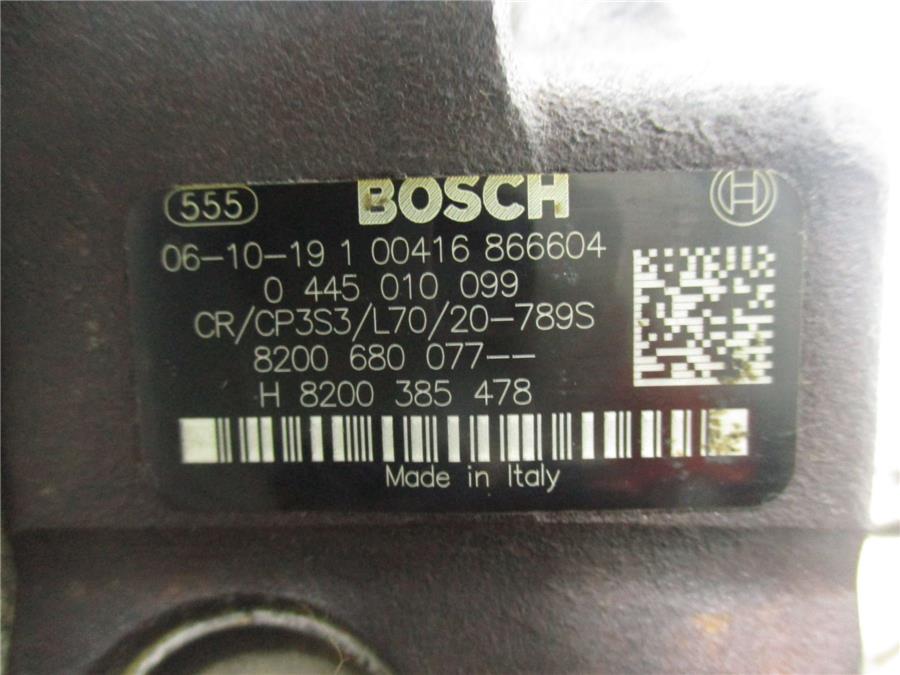 555 BOSCH H
06-10-19 1 00416 866604
0 445 010 099
CR/CP3S3/L70/20-789S
8200 680 077--
H 8200 385 478
Made in Italy